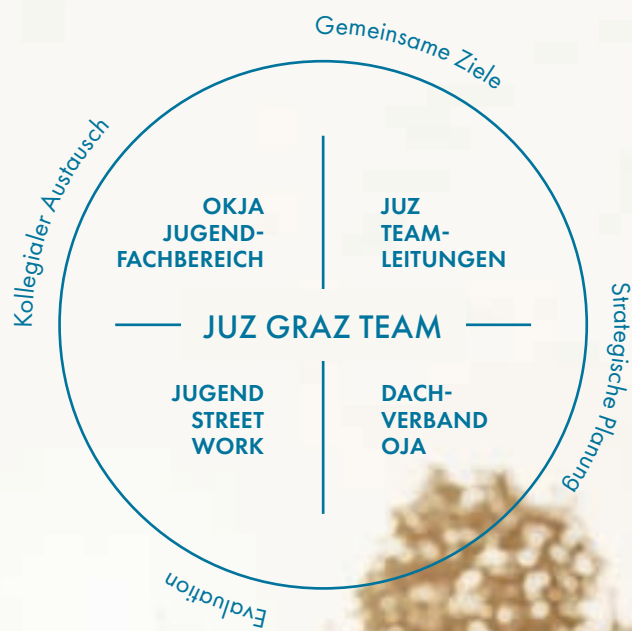 Gemeinsame Ziele
Kollegialer Austausch
OKJA
JUGEND-
FACHBEREICH
JUZ
TEAM-
LEITUNGEN
JUZ GRAZ TEAM
Strategische Planung
JUGEND
STREET
WORK
DACH-
VERBAND
OJA
Evaluation